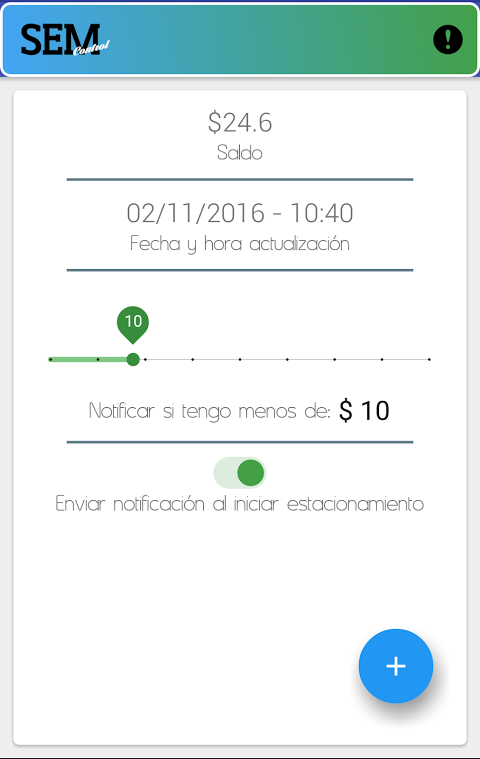 SEM
Control
$24.6
Saldo
02/11/2016 - 10:40
Fecha y hora actualización
10
Notificar si tengo menos de: $ 10
Enviar notificación al iniciar estacionamiento